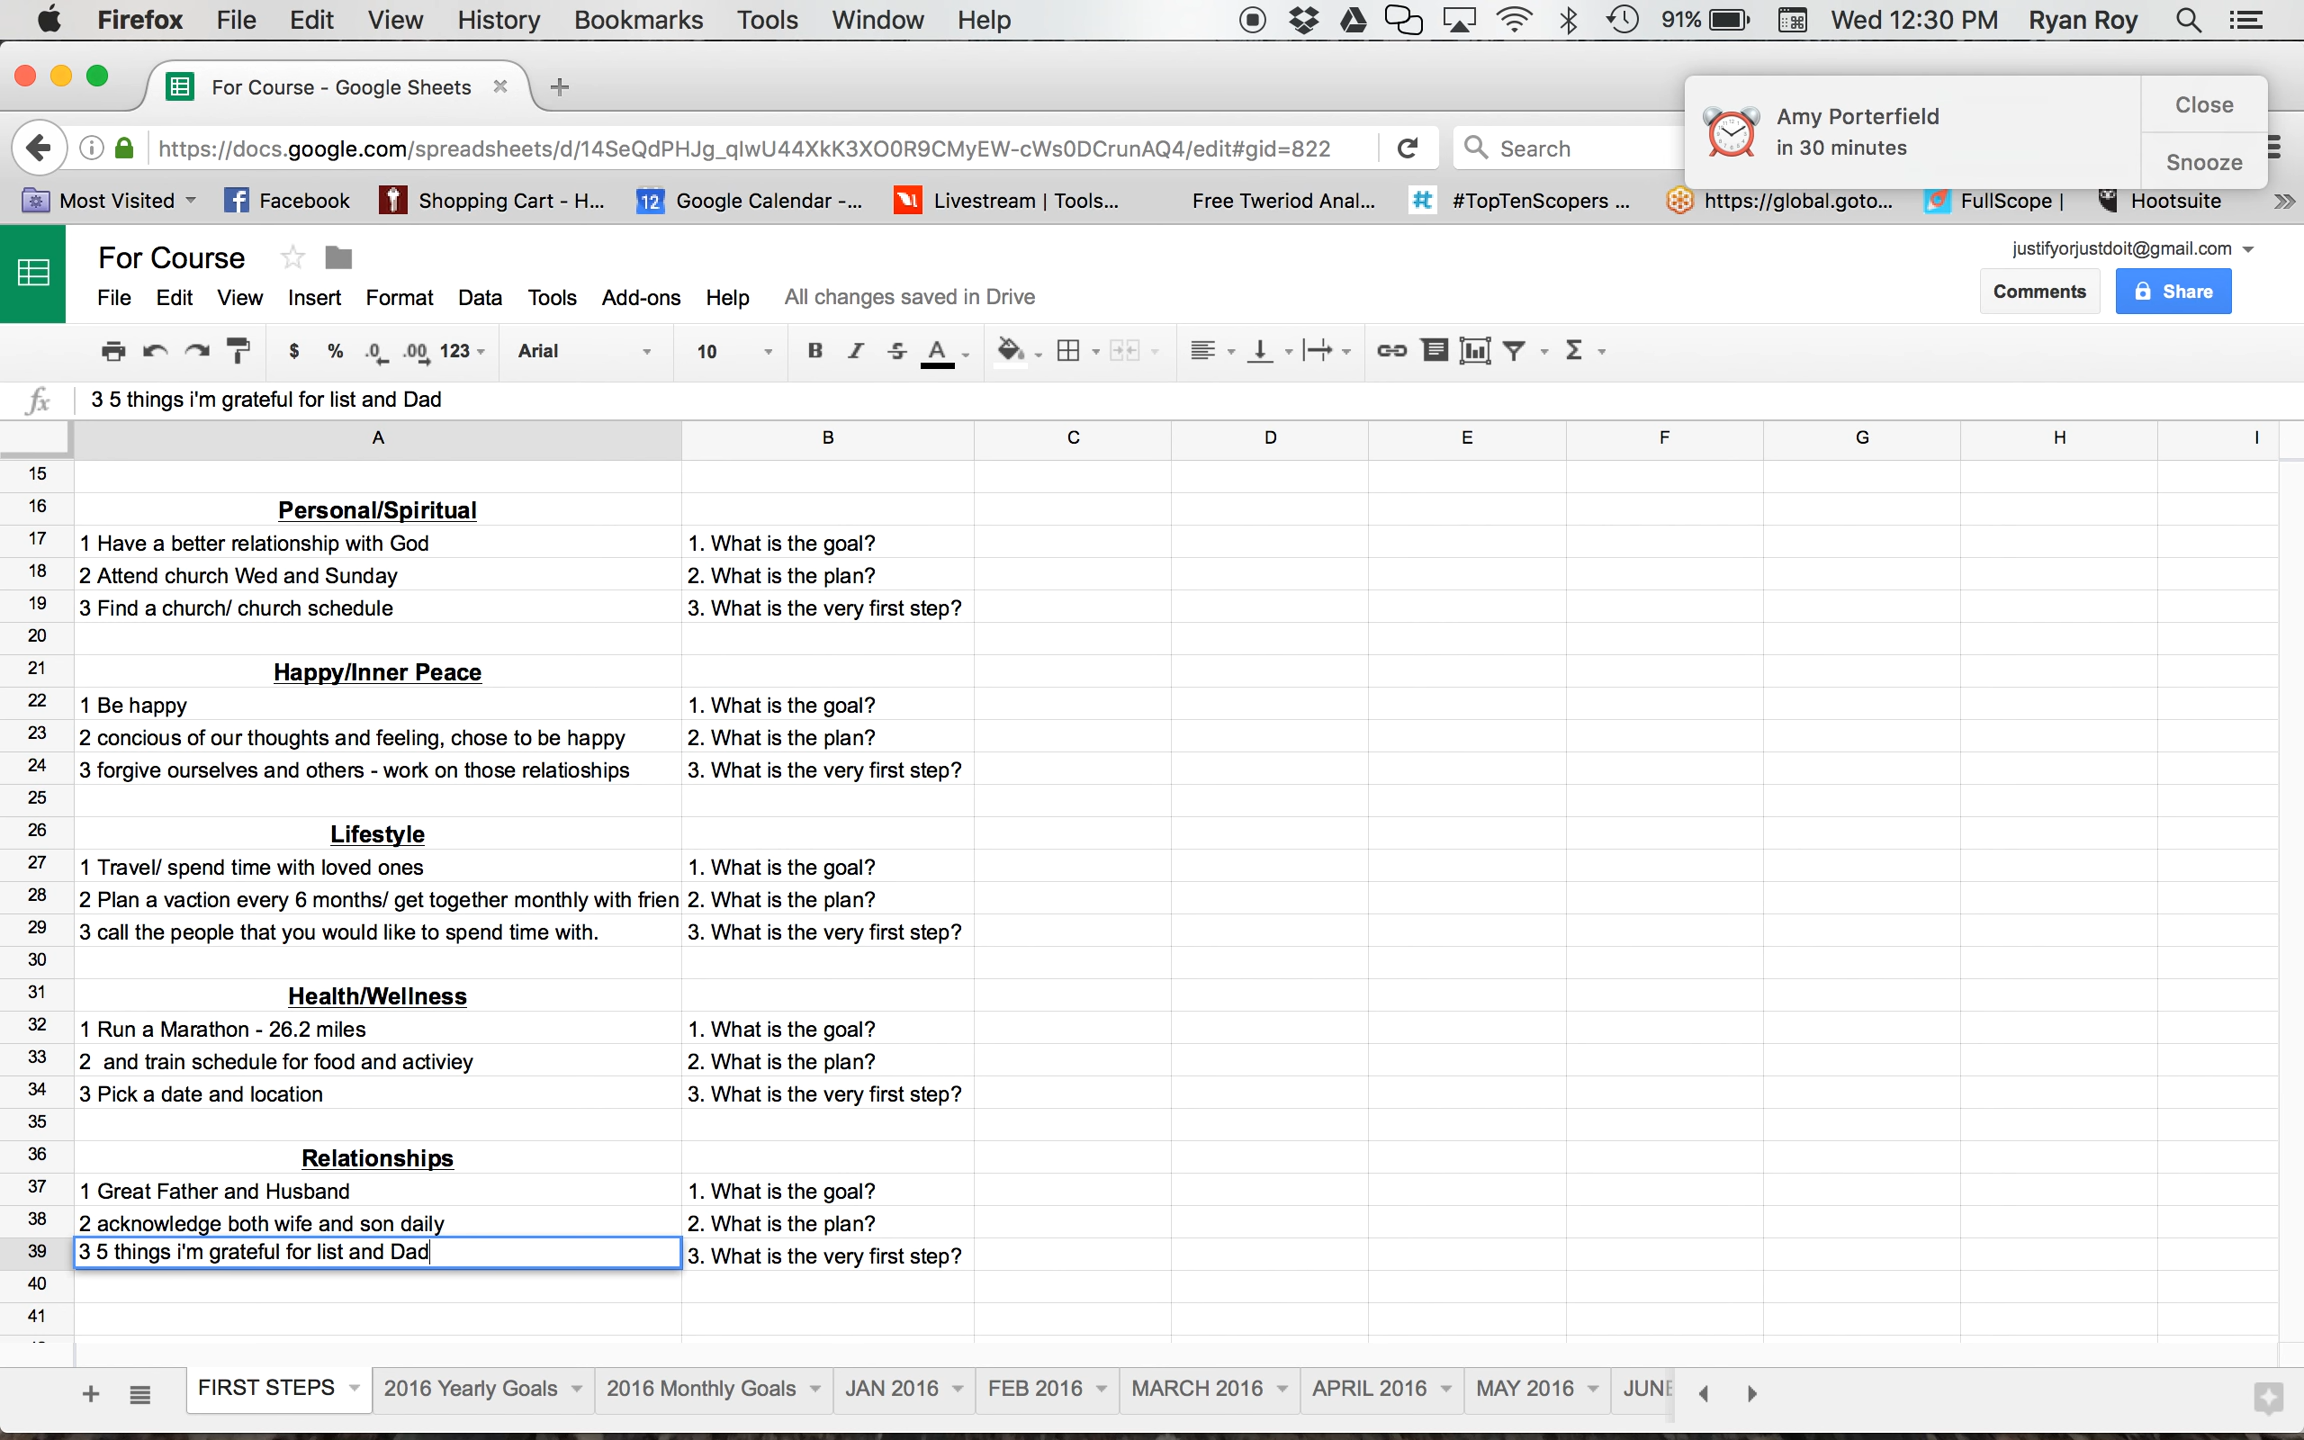 Firefox File Edit View History Bookmarks Tools Window Help 91% Wed 12:30 PM Ryan Roy
For Course - Google Sheets
Amy Porterfield
in 30 minutes
Close
Snooze
https://docs.google.com/spreadsheets/d/14SeQdPHJg_qlwU44XkK3XO0R9CMyEW-cWs0DCrunAQ4/edit#gid=822 Search
Most Visited Facebook Shopping Cart - H... 12 Google Calendar -... Livestream | Tools... Free Tweriod Anal... #TopTenScopers ... https://global.goto... FullScope | Hootsuite
For Course
justifyorjustdoit@gmail.com
File Edit View Insert Format Data Tools Add-ons Help All changes saved in Drive
Comments Share
$ % .0 .00 123 Arial 10 B I S A Σ
fx 3 5 things i'm grateful for list and Dad
A B C D E F G H I
15
16 Personal/Spiritual
17 1 Have a better relationship with God 1. What is the goal?
18 2 Attend church Wed and Sunday 2. What is the plan?
19 3 Find a church/ church schedule 3. What is the very first step?
20
21 Happy/Inner Peace
22 1 Be happy 1. What is the goal?
23 2 concious of our thoughts and feeling, chose to be happy 2. What is the plan?
24 3 forgive ourselves and others - work on those relatioships 3. What is the very first step?
25
26 Lifestyle
27 1 Travel/ spend time with loved ones 1. What is the goal?
28 2 Plan a vaction every 6 months/ get together monthly with frien 2. What is the plan?
29 3 call the people that you would like to spend time with. 3. What is the very first step?
30
31 Health/Wellness
32 1 Run a Marathon - 26.2 miles 1. What is the goal?
33 2 and train schedule for food and activiey 2. What is the plan?
34 3 Pick a date and location 3. What is the very first step?
35
36 Relationships
37 1 Great Father and Husband 1. What is the goal?
38 2 acknowledge both wife and son daily 2. What is the plan?
39 3 5 things i'm grateful for list and Dad 3. What is the very first step?
40
41
FIRST STEPS 2016 Yearly Goals 2016 Monthly Goals JAN 2016 FEB 2016 MARCH 2016 APRIL 2016 MAY 2016 JUNE